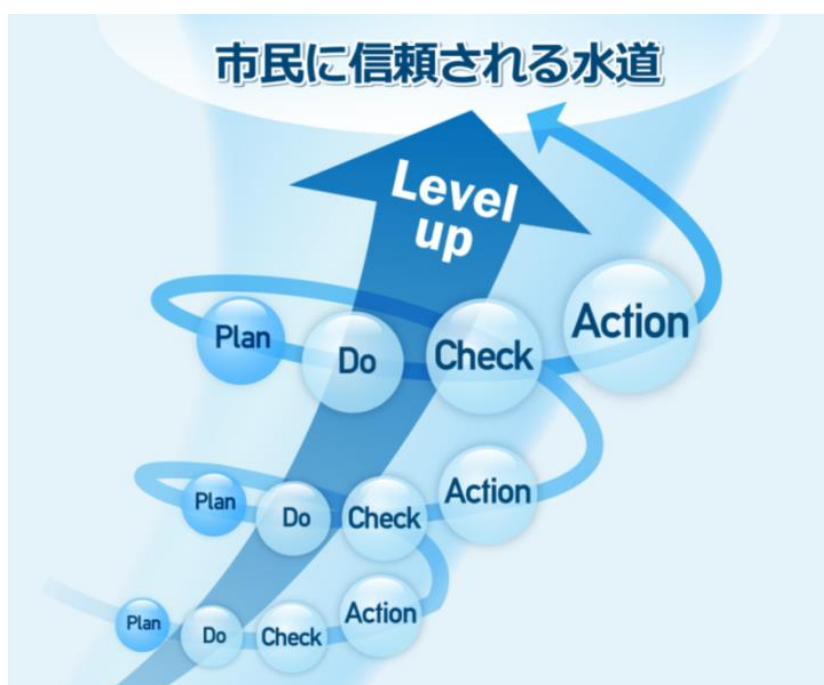 市民に信頼される水道
Level
up
Plan
Do
Check
Action
Plan
Do
Check
Action
Plan
Do
Check
Action